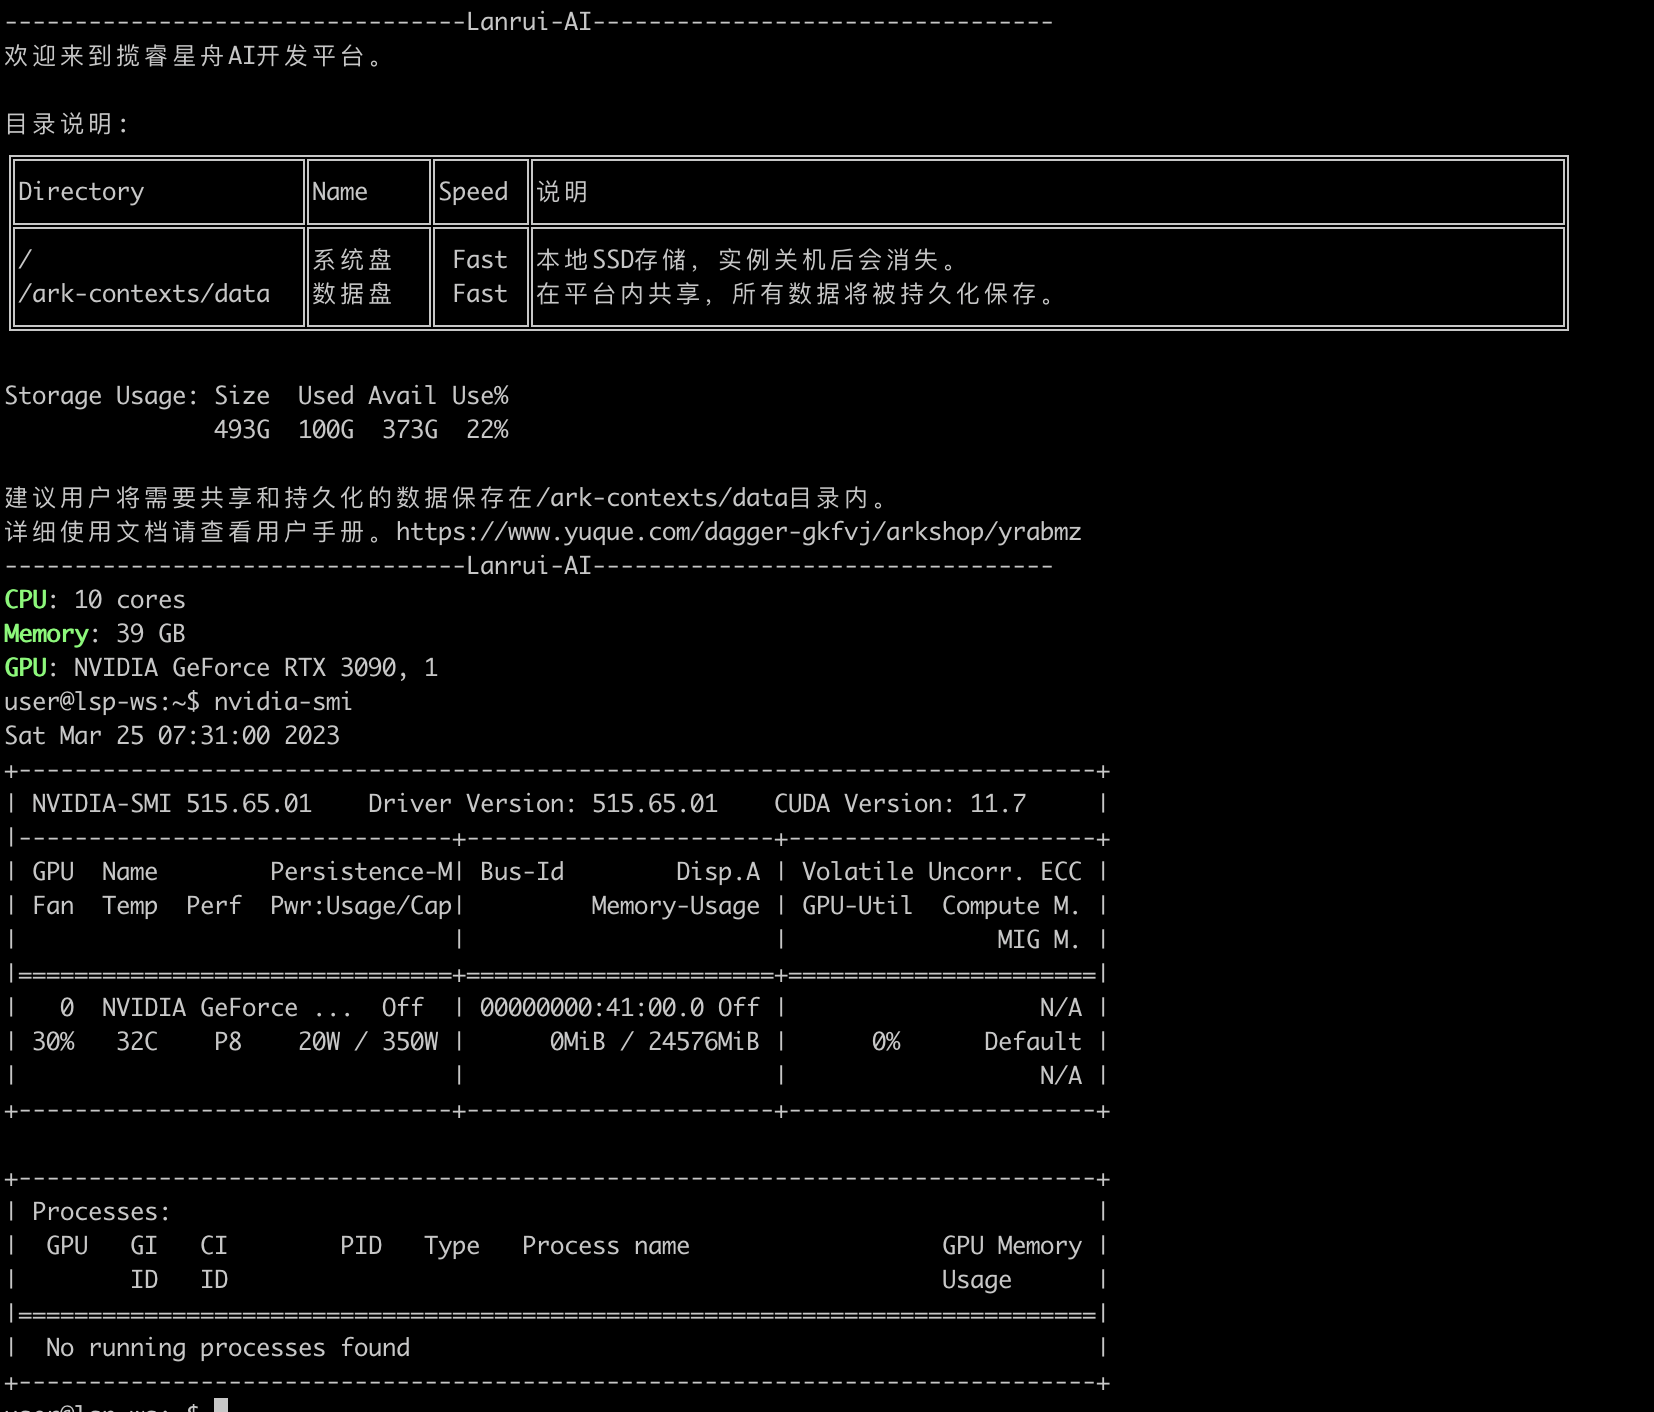 ---------------------------------Lanrui-AI---------------------------------
欢迎来到揽睿星舟AI开发平台。
目录说明：
Directory Name Speed 说明
/ 系统盘 Fast 本地SSD存储，实例关机后会消失。
/ark-contexts/data 数据盘 Fast 在平台内共享，所有数据将被持久化保存。
Storage Usage: Size  Used Avail Use%
               493G  100G  373G  22%
建议用户将需要共享和持久化的数据保存在/ark-contexts/data目录内。
详细使用文档请查看用户手册。https://www.yuque.com/dagger-gkfvj/arkshop/yrabmz
---------------------------------Lanrui-AI---------------------------------
CPU: 10 cores
Memory: 39 GB
GPU: NVIDIA GeForce RTX 3090, 1
user@lsp-ws:~$ nvidia-smi
Sat Mar 25 07:31:00 2023
+-----------------------------------------------------------------------------+
| NVIDIA-SMI 515.65.01    Driver Version: 515.65.01    CUDA Version: 11.7     |
|-------------------------------+----------------------+----------------------+
| GPU  Name        Persistence-M| Bus-Id        Disp.A | Volatile Uncorr. ECC |
| Fan  Temp  Perf  Pwr:Usage/Cap|         Memory-Usage | GPU-Util  Compute M. |
|                               |                      |               MIG M. |
|===============================+======================+======================|
|   0  NVIDIA GeForce ...  Off  | 00000000:41:00.0 Off |                  N/A |
| 30%   32C    P8    20W / 350W |      0MiB / 24576MiB |      0%      Default |
|                               |                      |                  N/A |
+-------------------------------+----------------------+----------------------+
+-----------------------------------------------------------------------------+
| Processes:                                                                  |
|  GPU   GI   CI        PID   Type   Process name                  GPU Memory |
|        ID   ID                                                   Usage      |
|=============================================================================|
|  No running processes found                                                 |
+-----------------------------------------------------------------------------+
user@lsp-ws:~$